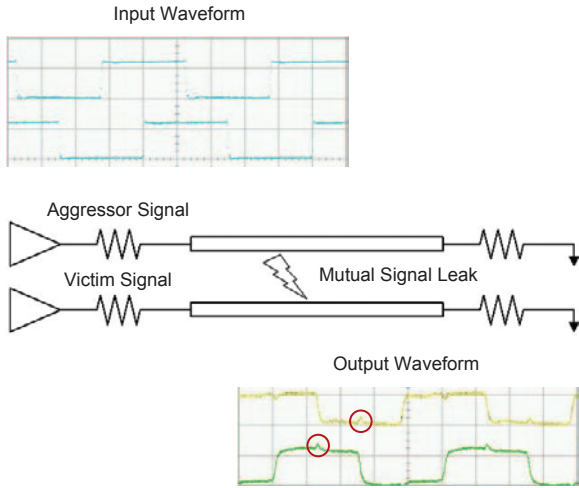 Input Waveform
Aggressor Signal
Victim Signal
Mutual Signal Leak
Output Waveform